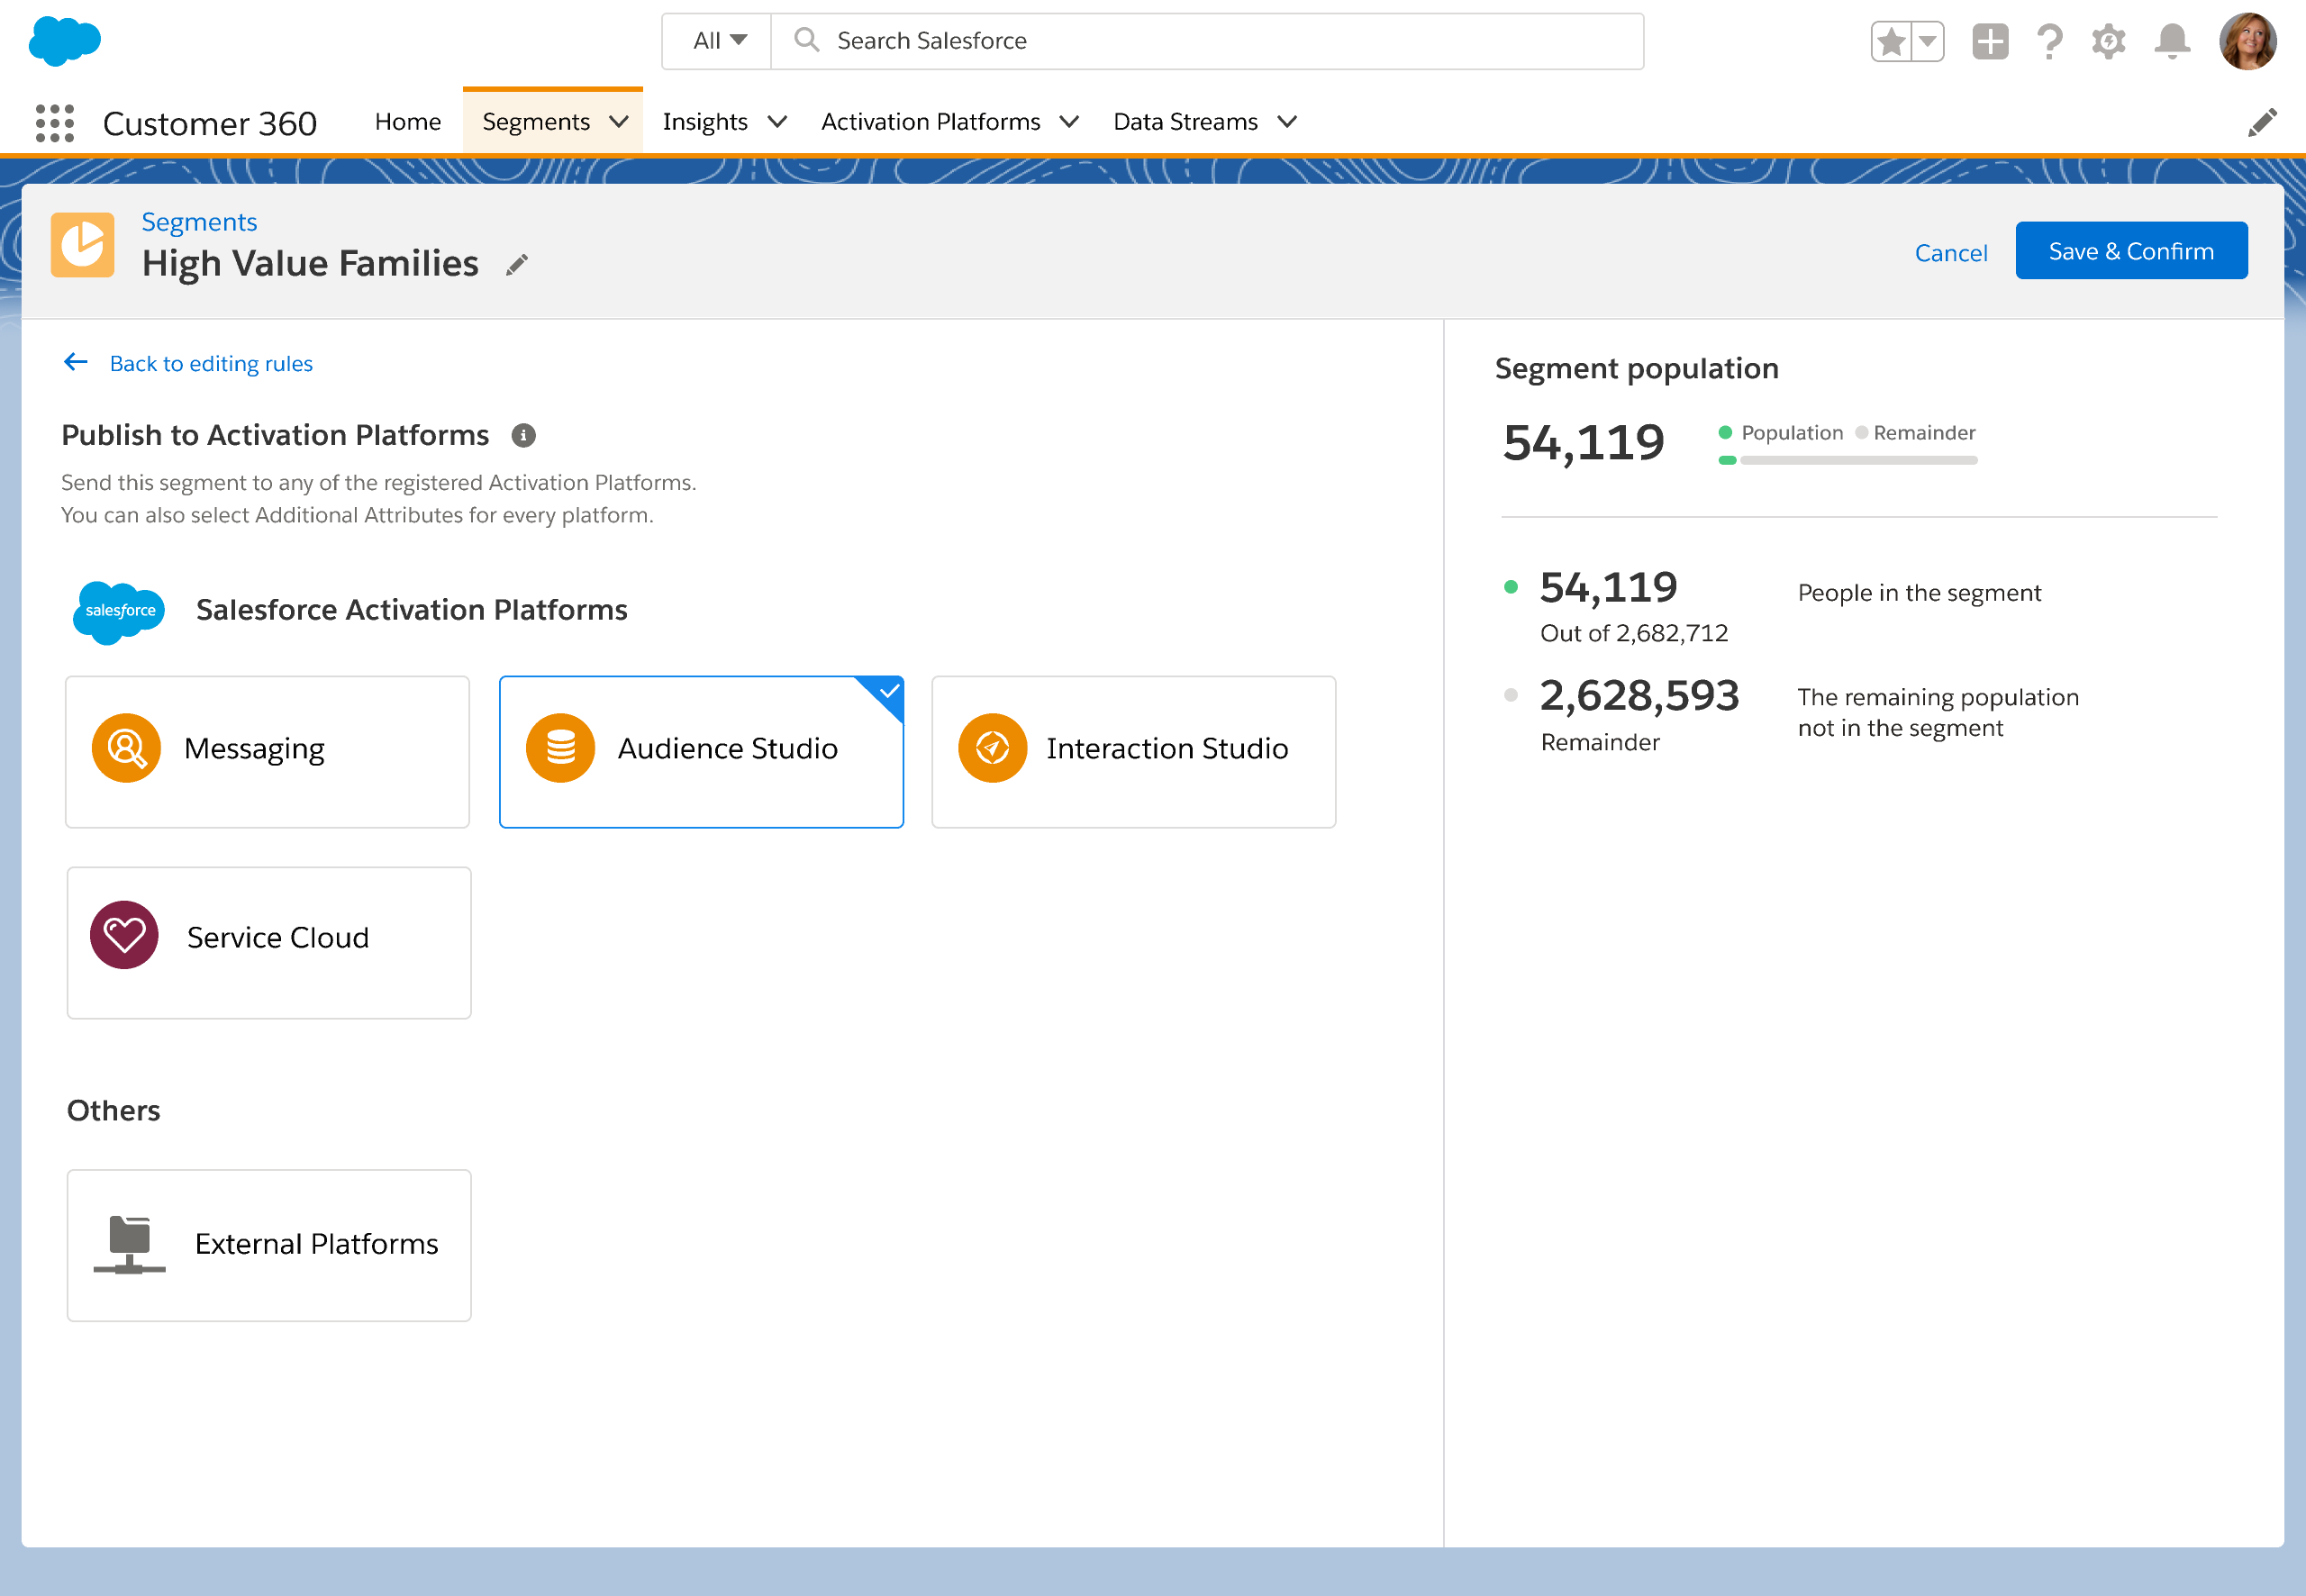 All
Search Salesforce
Customer 360
Home
Segments
Insights
Activation Platforms
Data Streams
Segments
High Value Families
Cancel
Save & Confirm
Back to editing rules
Publish to Activation Platforms
Send this segment to any of the registered Activation Platforms.
You can also select Additional Attributes for every platform.
salesforce
Salesforce Activation Platforms
Messaging
Audience Studio
Interaction Studio
Service Cloud
Others
External Platforms
Segment population
54,119
Population
Remainder
54,119
Out of 2,682,712
People in the segment
2,628,593
Remainder
The remaining population
not in the segment